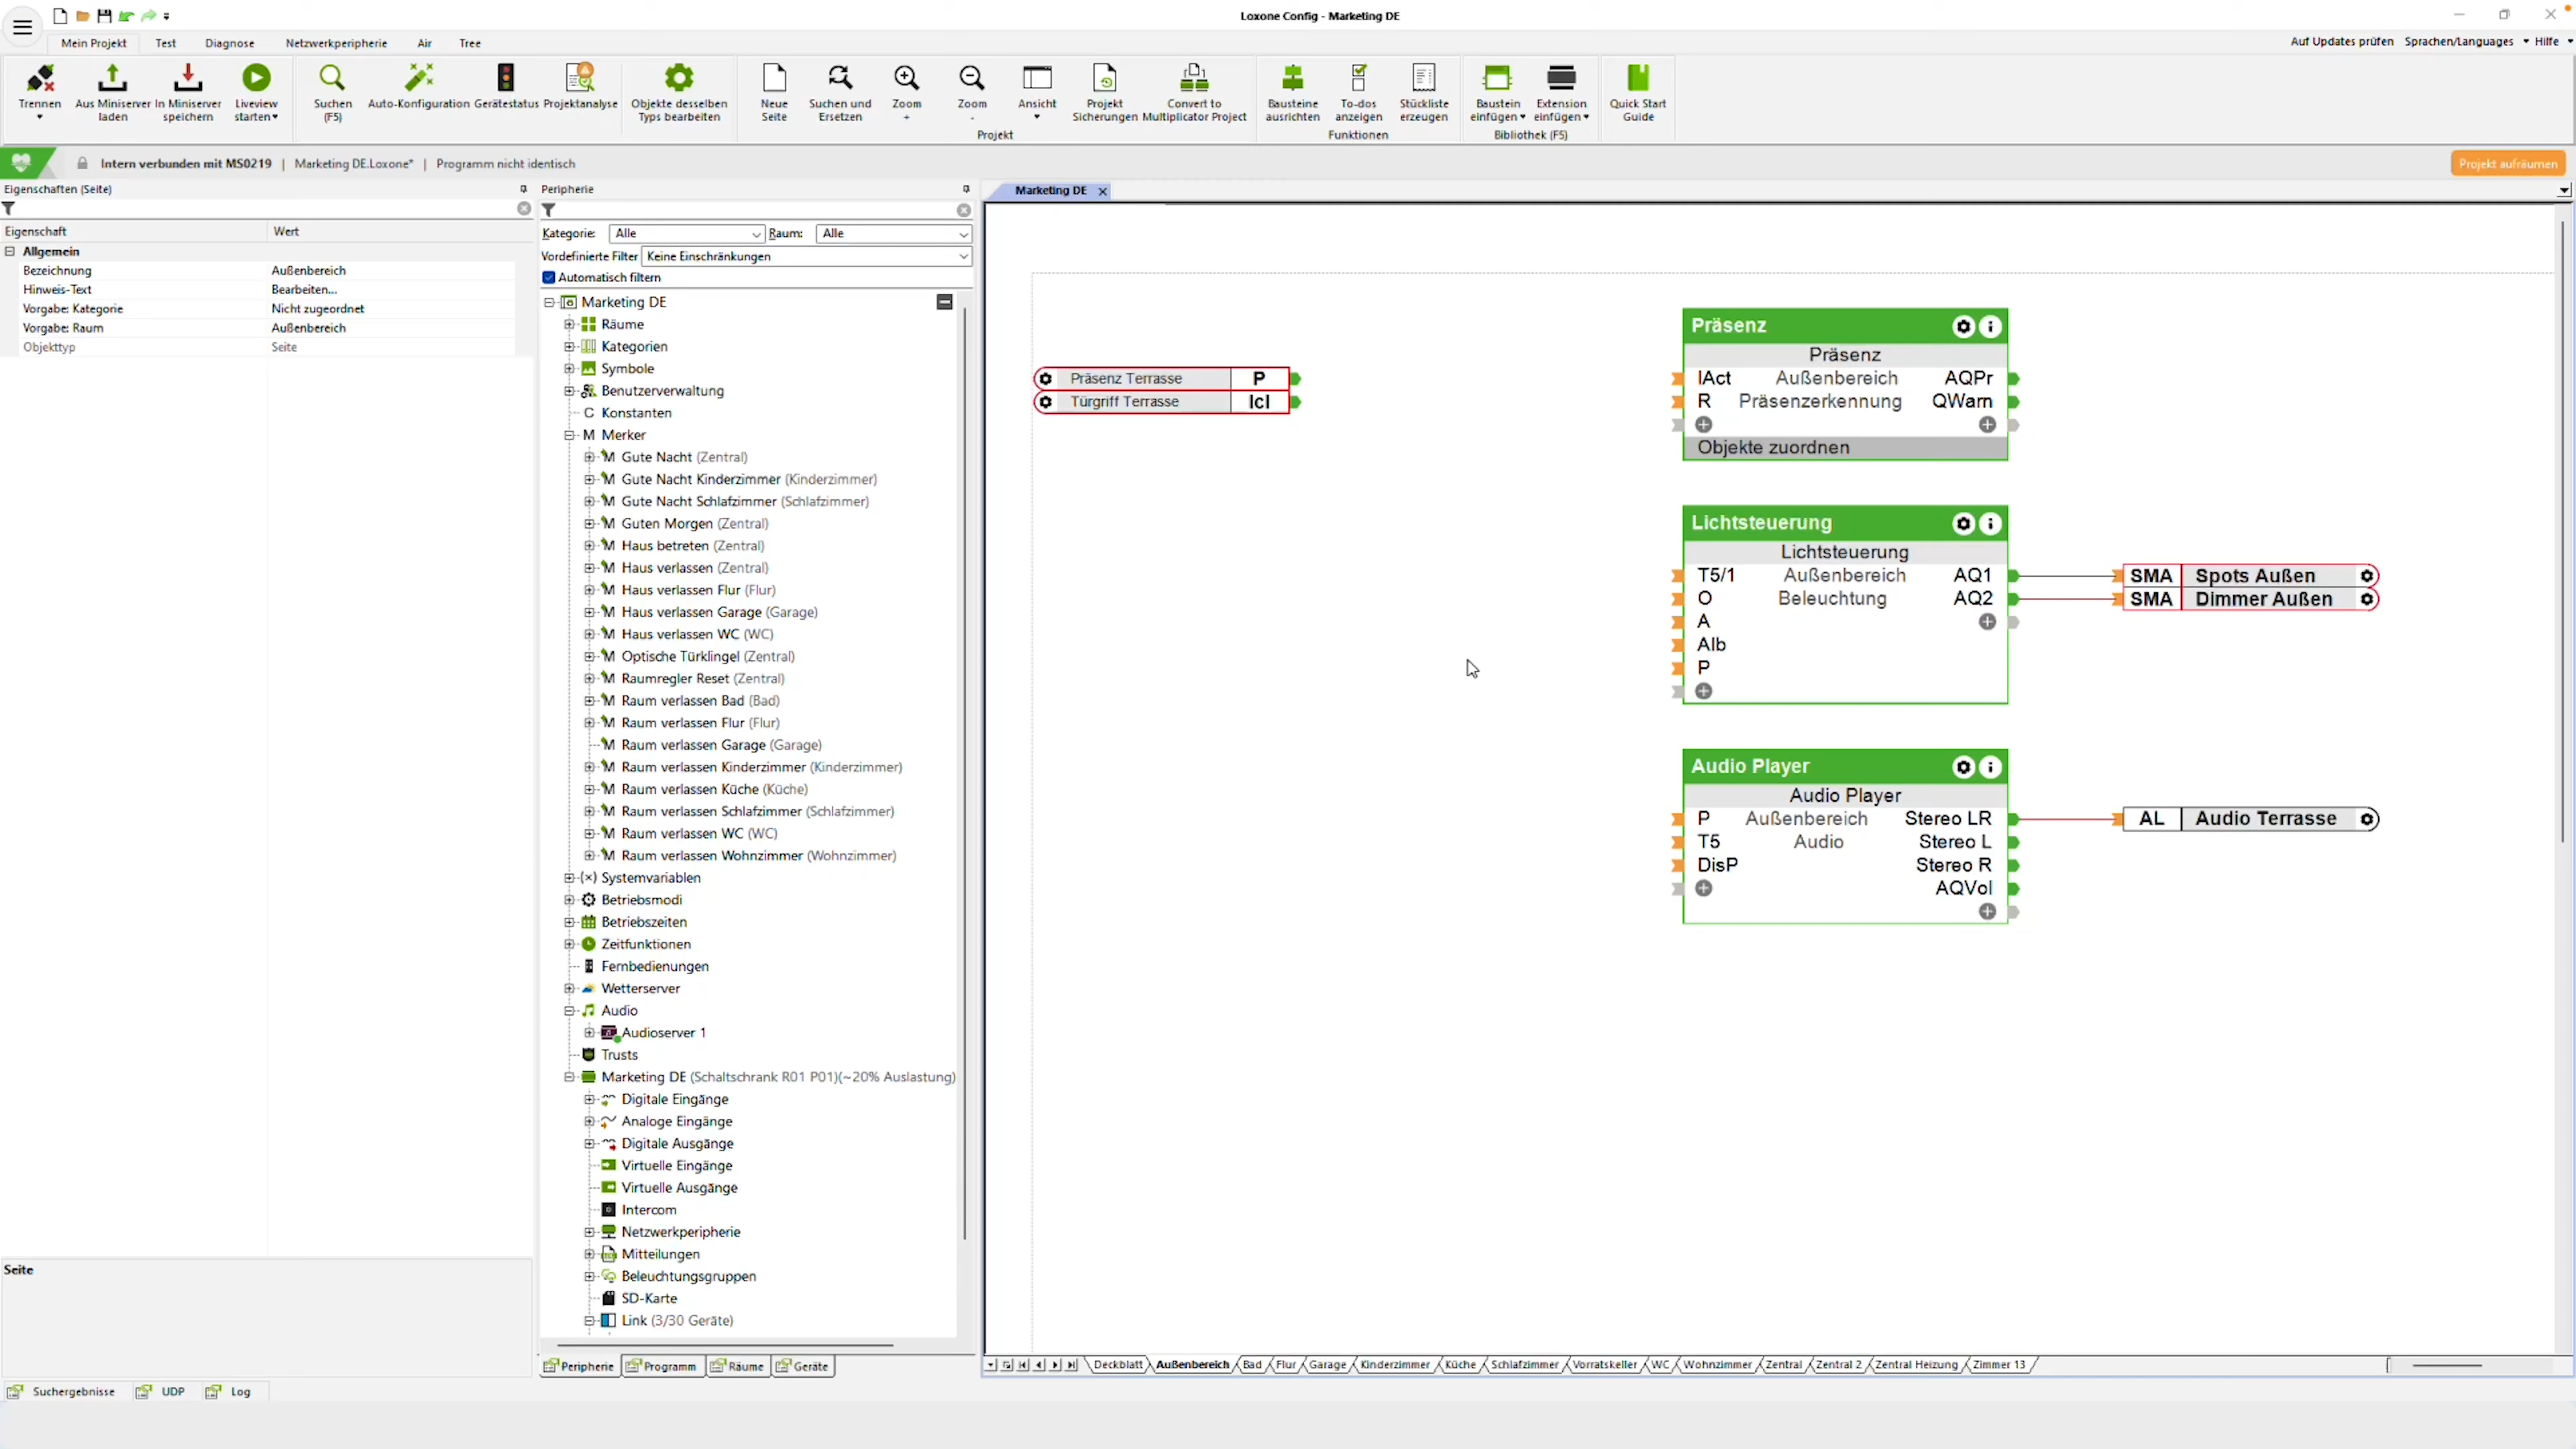 Loxone Config - Marketing DE
Mein Projekt Test Diagnose Netzwerkperipherie Air Tree
Auf Updates prüfen Sprachen/Languages Hilfe
Trennen
Aus Miniserver laden
In Miniserver speichern
Liveview starten
Suchen (F5)
Auto-Konfiguration
Gerätestatus
Projektanalyse
Objekte desselben Typs bearbeiten
Neue Seite
Suchen und Ersetzen
Zoom +
Zoom -
Ansicht
Projekt Sicherungen
Convert to Multiplicator Project
Projekt
Bausteine ausrichten
To-dos anzeigen
Stückliste erzeugen
Funktionen
Baustein einfügen
Extension einfügen
Bibliothek (F5)
Quick Start Guide
Intern verbunden mit MS0219 | Marketing DE.Loxone* | Programm nicht identisch
Projekt aufräumen
Eigenschaften (Seite)
Eigenschaft Wert
Allgemein
Bezeichnung Außenbereich
Hinweis-Text Bearbeiten...
Vorgabe: Kategorie Nicht zugeordnet
Vorgabe: Raum Außenbereich
Objekttyp Seite
Seite
Peripherie
Kategorie: Alle Raum: Alle
Vordefinierte Filter Keine Einschränkungen
Automatisch filtern
Marketing DE
Räume
Kategorien
Symbole
Benutzerverwaltung
C Konstanten
M Merker
M Gute Nacht (Zentral)
M Gute Nacht Kinderzimmer (Kinderzimmer)
M Gute Nacht Schlafzimmer (Schlafzimmer)
M Guten Morgen (Zentral)
M Haus betreten (Zentral)
M Haus verlassen (Zentral)
M Haus verlassen Flur (Flur)
M Haus verlassen Garage (Garage)
M Haus verlassen WC (WC)
M Optische Türklingel (Zentral)
M Raumregler Reset (Zentral)
M Raum verlassen Bad (Bad)
M Raum verlassen Flur (Flur)
M Raum verlassen Garage (Garage)
M Raum verlassen Kinderzimmer (Kinderzimmer)
M Raum verlassen Küche (Küche)
M Raum verlassen Schlafzimmer (Schlafzimmer)
M Raum verlassen WC (WC)
M Raum verlassen Wohnzimmer (Wohnzimmer)
(×) Systemvariablen
Betriebsmodi
Betriebszeiten
Zeitfunktionen
Fernbedienungen
Wetterserver
Audio
Audioserver 1
Trusts
Marketing DE (Schaltschrank R01 P01)(~20% Auslastung)
Digitale Eingänge
Analoge Eingänge
Digitale Ausgänge
Virtuelle Eingänge
Virtuelle Ausgänge
Intercom
Netzwerkperipherie
Mitteilungen
Beleuchtungsgruppen
SD-Karte
Link (3/30 Geräte)
Peripherie Programm Räume Geräte
Marketing DE
Präsenz Terrasse P
Türgriff Terrasse Icl
Präsenz
Präsenz
IAct Außenbereich AQPr
R Präsenzerkennung QWarn
Objekte zuordnen
Lichtsteuerung
Lichtsteuerung
T5/1 Außenbereich AQ1
O Beleuchtung AQ2
A
Alb
P
SMA Spots Außen
SMA Dimmer Außen
Audio Player
Audio Player
P Außenbereich Stereo LR
T5 Audio Stereo L
DisP Stereo R
AQVol
AL Audio Terrasse
Deckblatt Außenbereich Bad Flur Garage Kinderzimmer Küche Schlafzimmer Vorratskeller WC Wohnzimmer Zentral Zentral 2 Zentral Heizung Zimmer 13
Suchergebnisse UDP Log